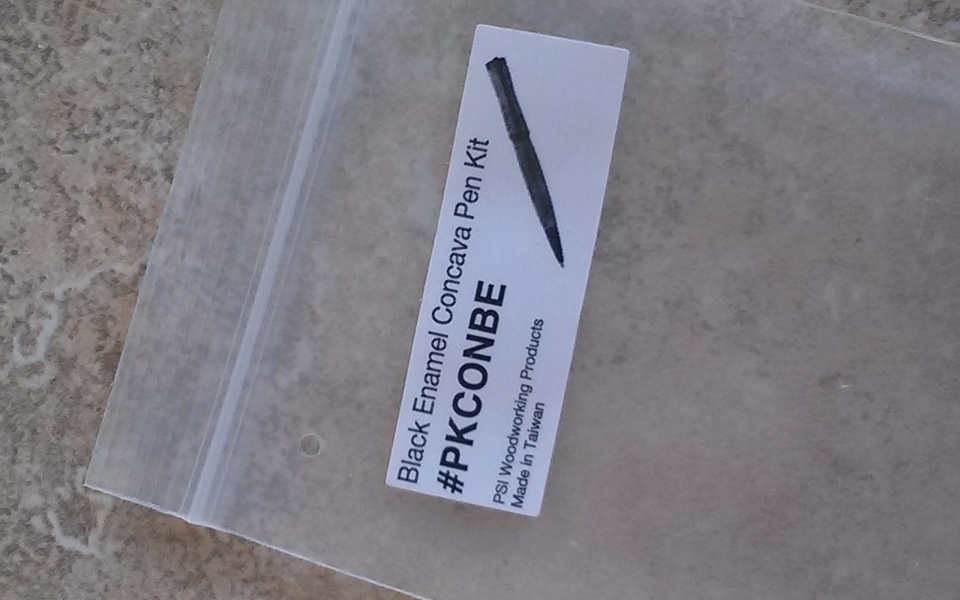 Black Enamel Concava Pen Kit
#PKCONBE
PSI Woodworking Products
Made in Taiwan